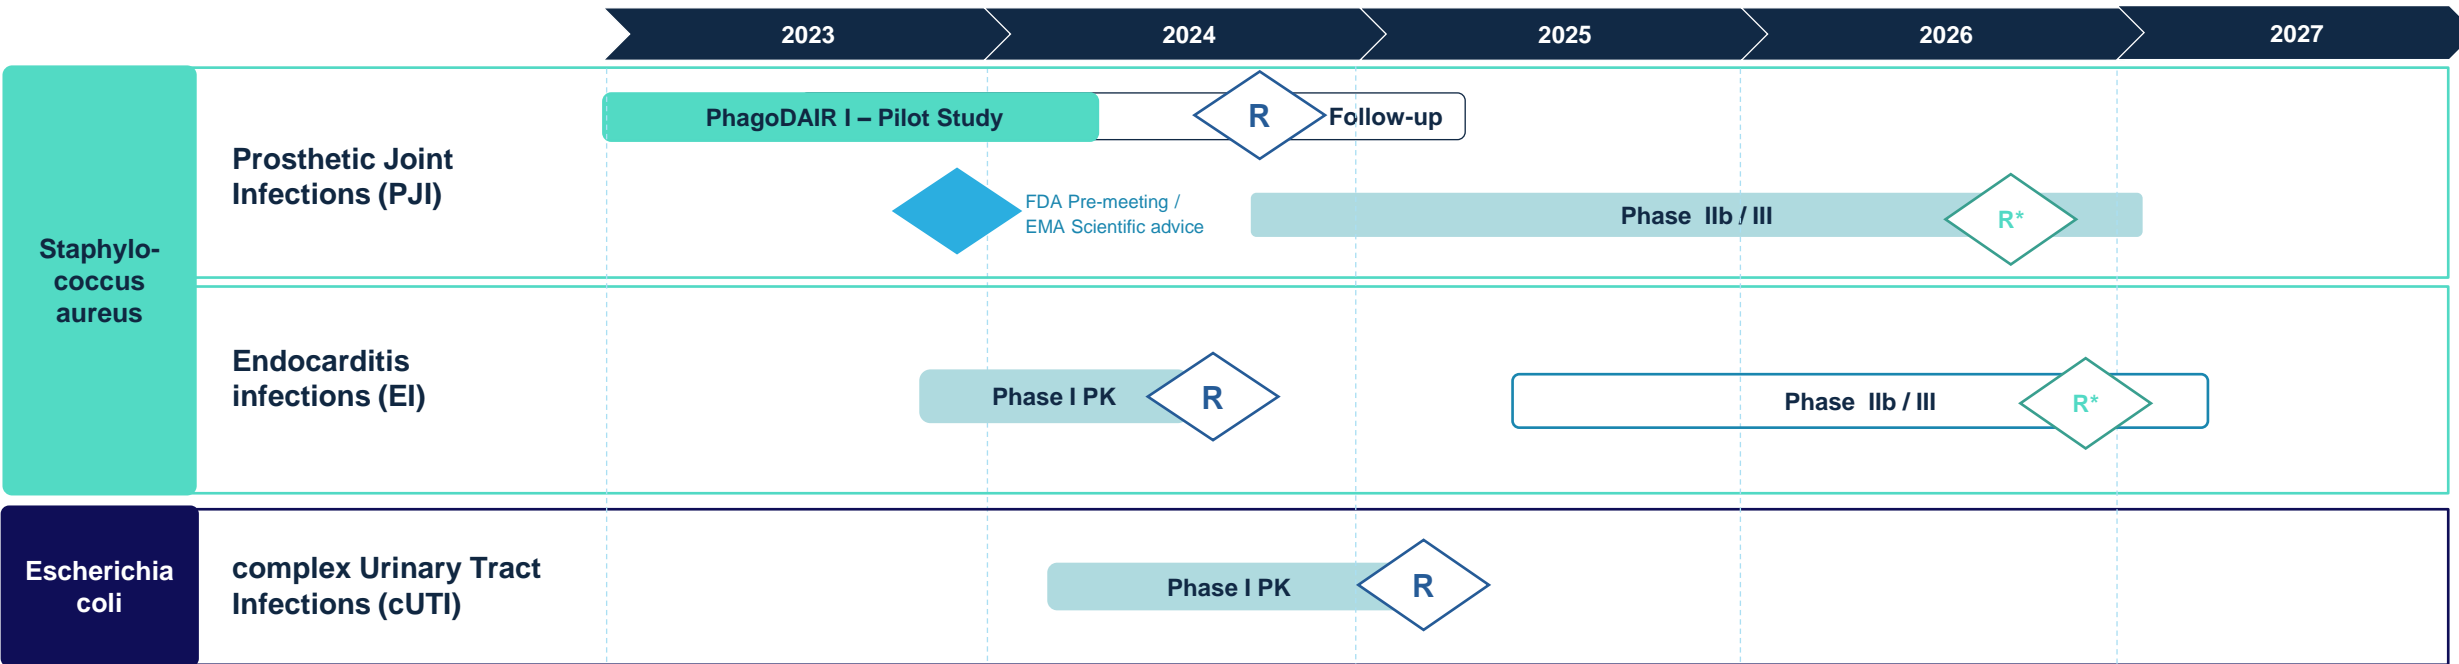 2023
2024
2025
2026
2027
Staphylo-
coccus
aureus
Prosthetic Joint
Infections (PJI)
PhagoDAIR I – Pilot Study
R
Follow-up
FDA Pre-meeting /
EMA Scientific advice
Phase IIb / III
R*
Endocarditis
infections (EI)
Phase I PK
R
Phase IIb / III
R*
Escherichia
coli
complex Urinary Tract
Infections (cUTI)
Phase I PK
R